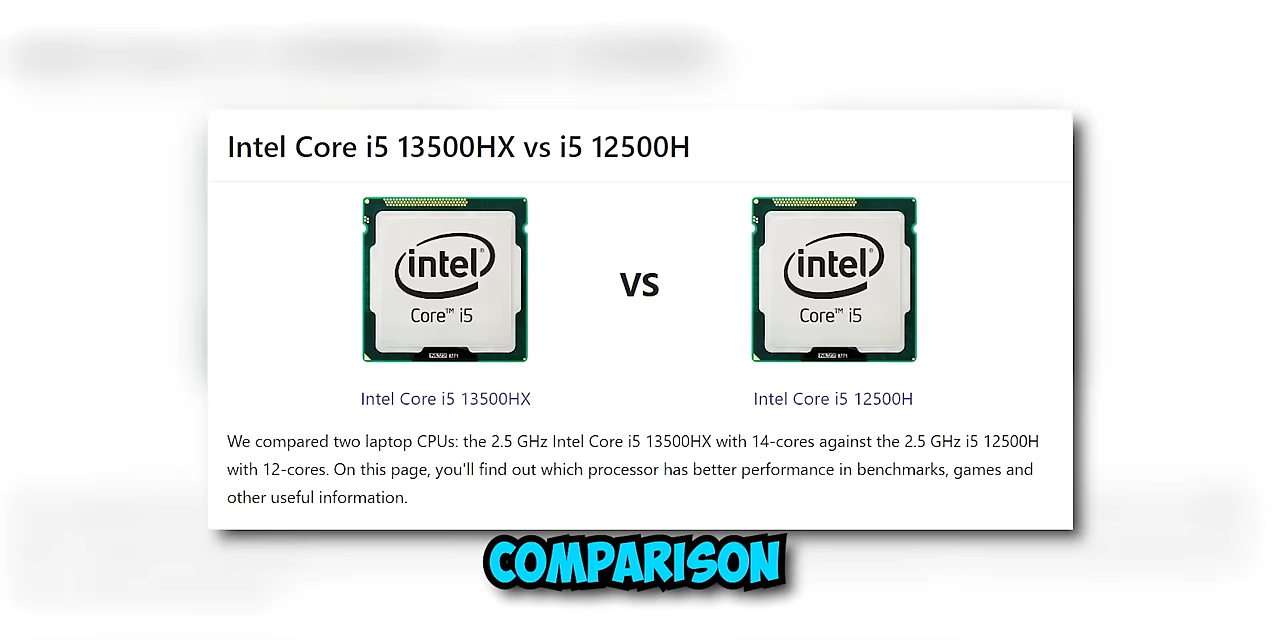 Intel Core i5 13500HX vs i5 12500H
intel®
Core™ i5
VS
intel®
Core™ i5
Intel Core i5 13500HX
Intel Core i5 12500H
We compared two laptop CPUs: the 2.5 GHz Intel Core i5 13500HX with 14-cores against the 2.5 GHz i5 12500H
with 12-cores. On this page, you'll find out which processor has better performance in benchmarks, games and
other useful information.
COMPARISON